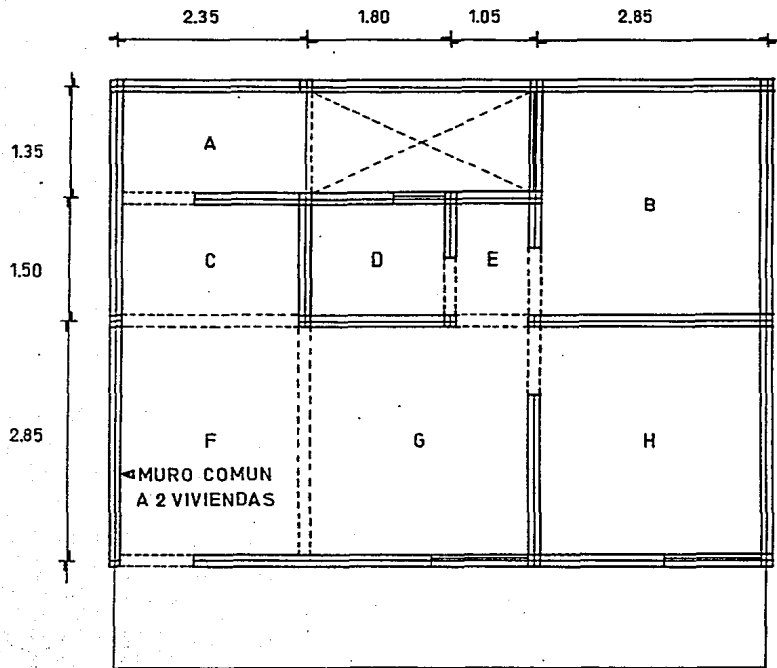 2.35 1.80 1.05 2.85
1.35
A
B
1.50
C D E
2.85
F G H
MURO COMUN
A 2 VIVIENDAS